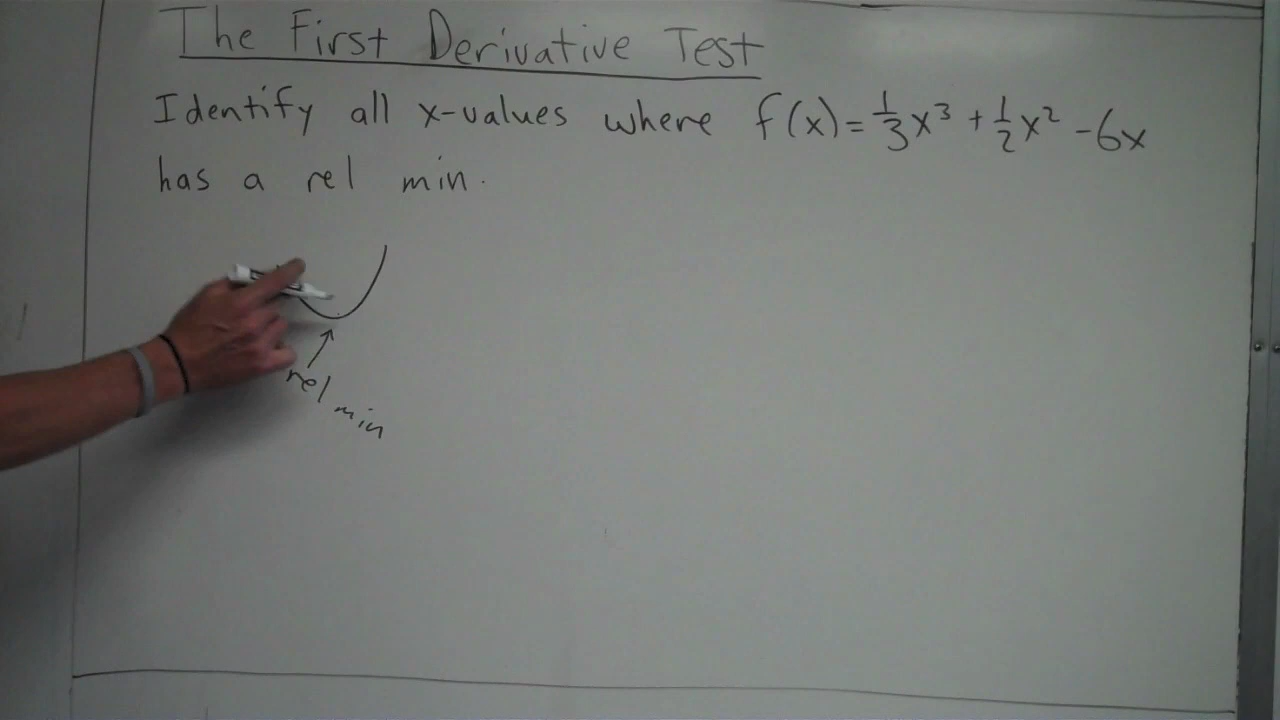 The First Derivative Test
Identify all x-values where f(x)=⅓x³ + ½x² - 6x
has a rel min.
rel min